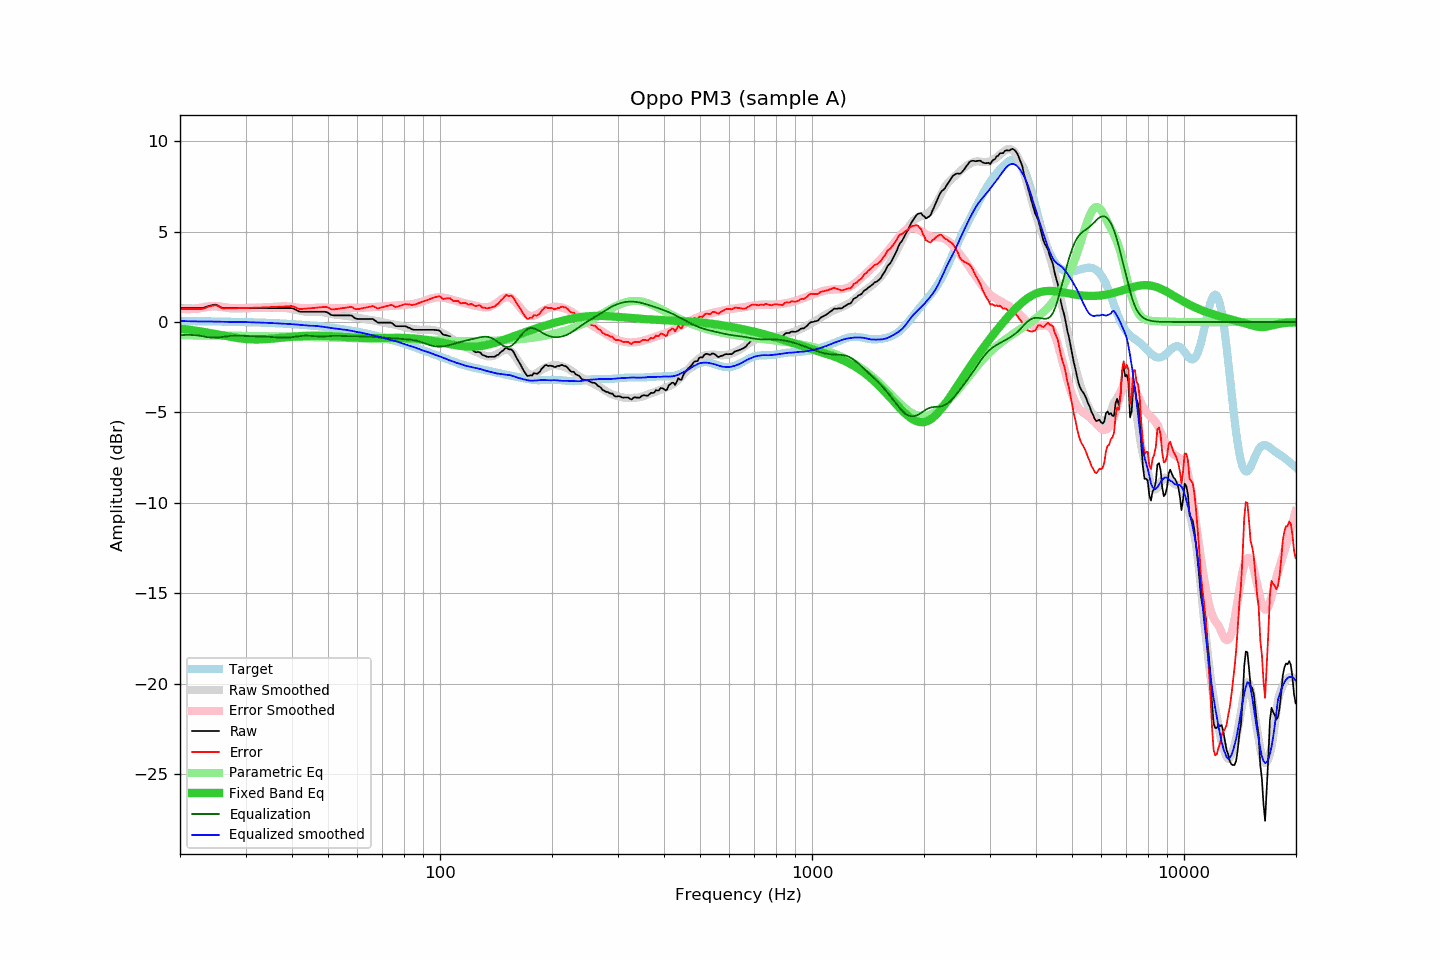 Oppo PM3 (sample A)
10
5
0
−5
−10
−15
−20
−25
Amplitude (dBr)
Target
Raw Smoothed
Error Smoothed
Raw
Error
Parametric Eq
Fixed Band Eq
Equalization
Equalized smoothed
100
1000
10000
Frequency (Hz)